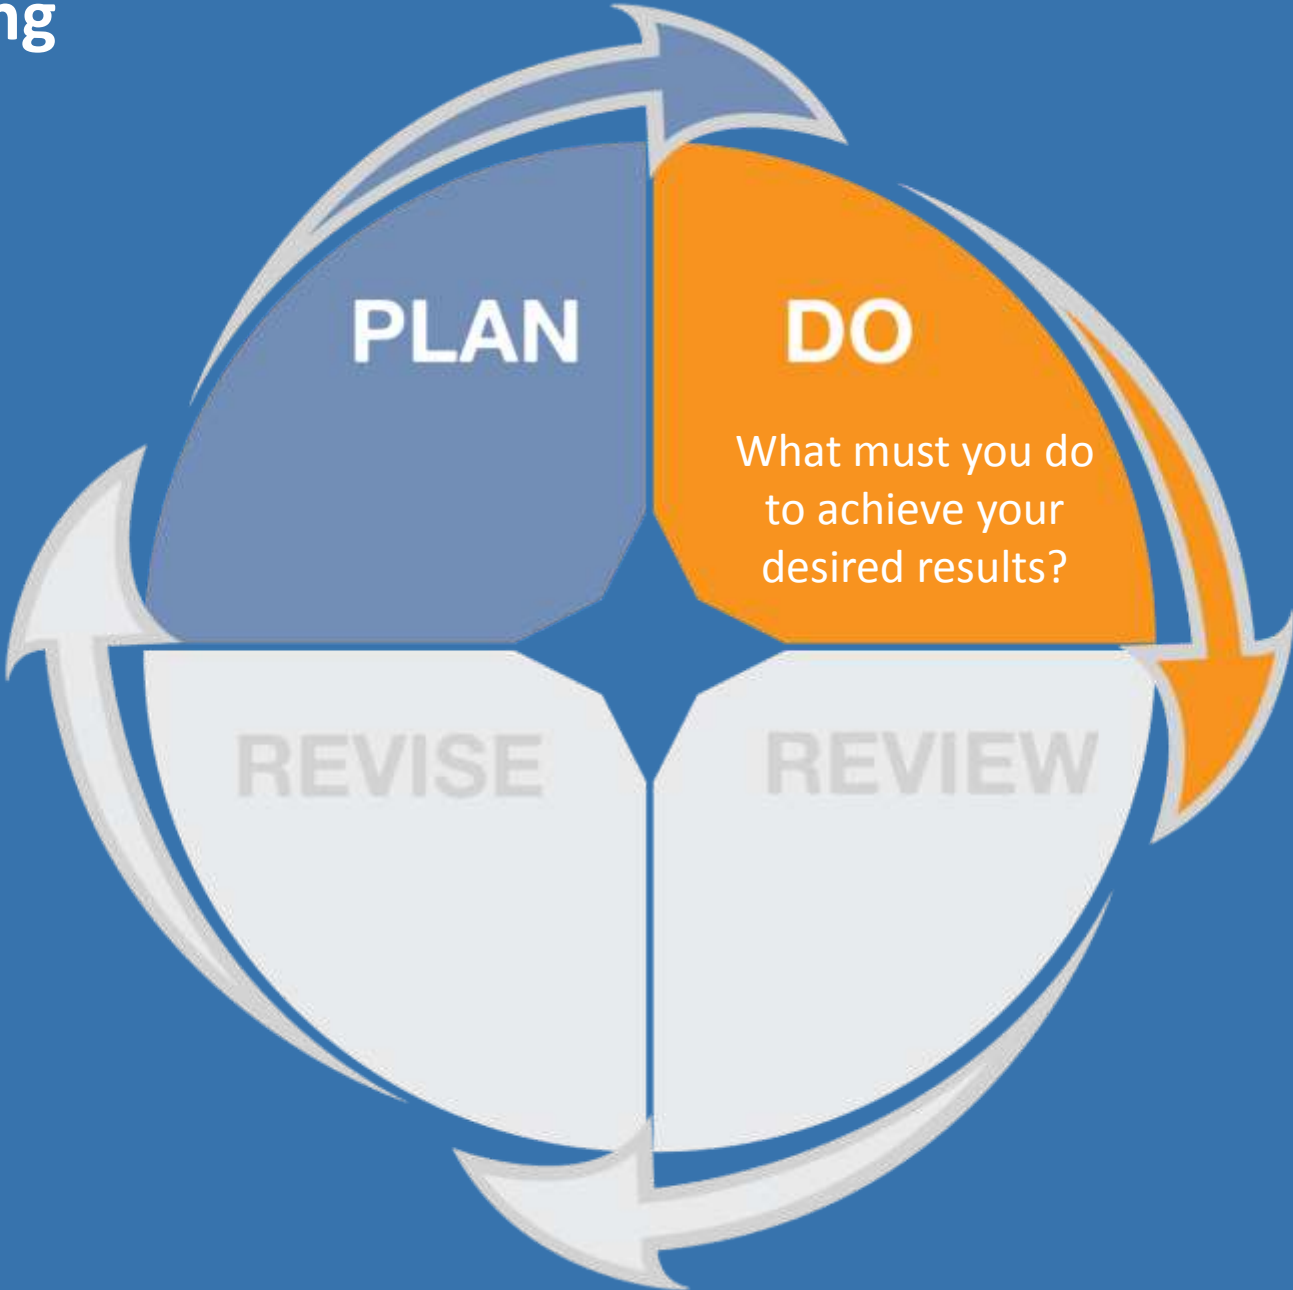 ng
PLAN
DO
What must you do
to achieve your
desired results?
REVISE
REVIEW